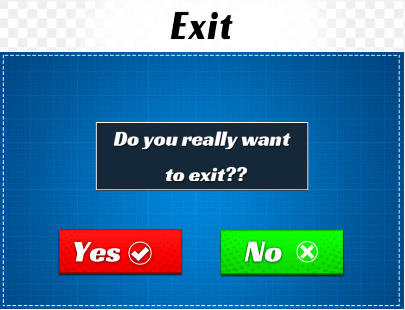 Exit
Do you really want
to exit??
Yes
No